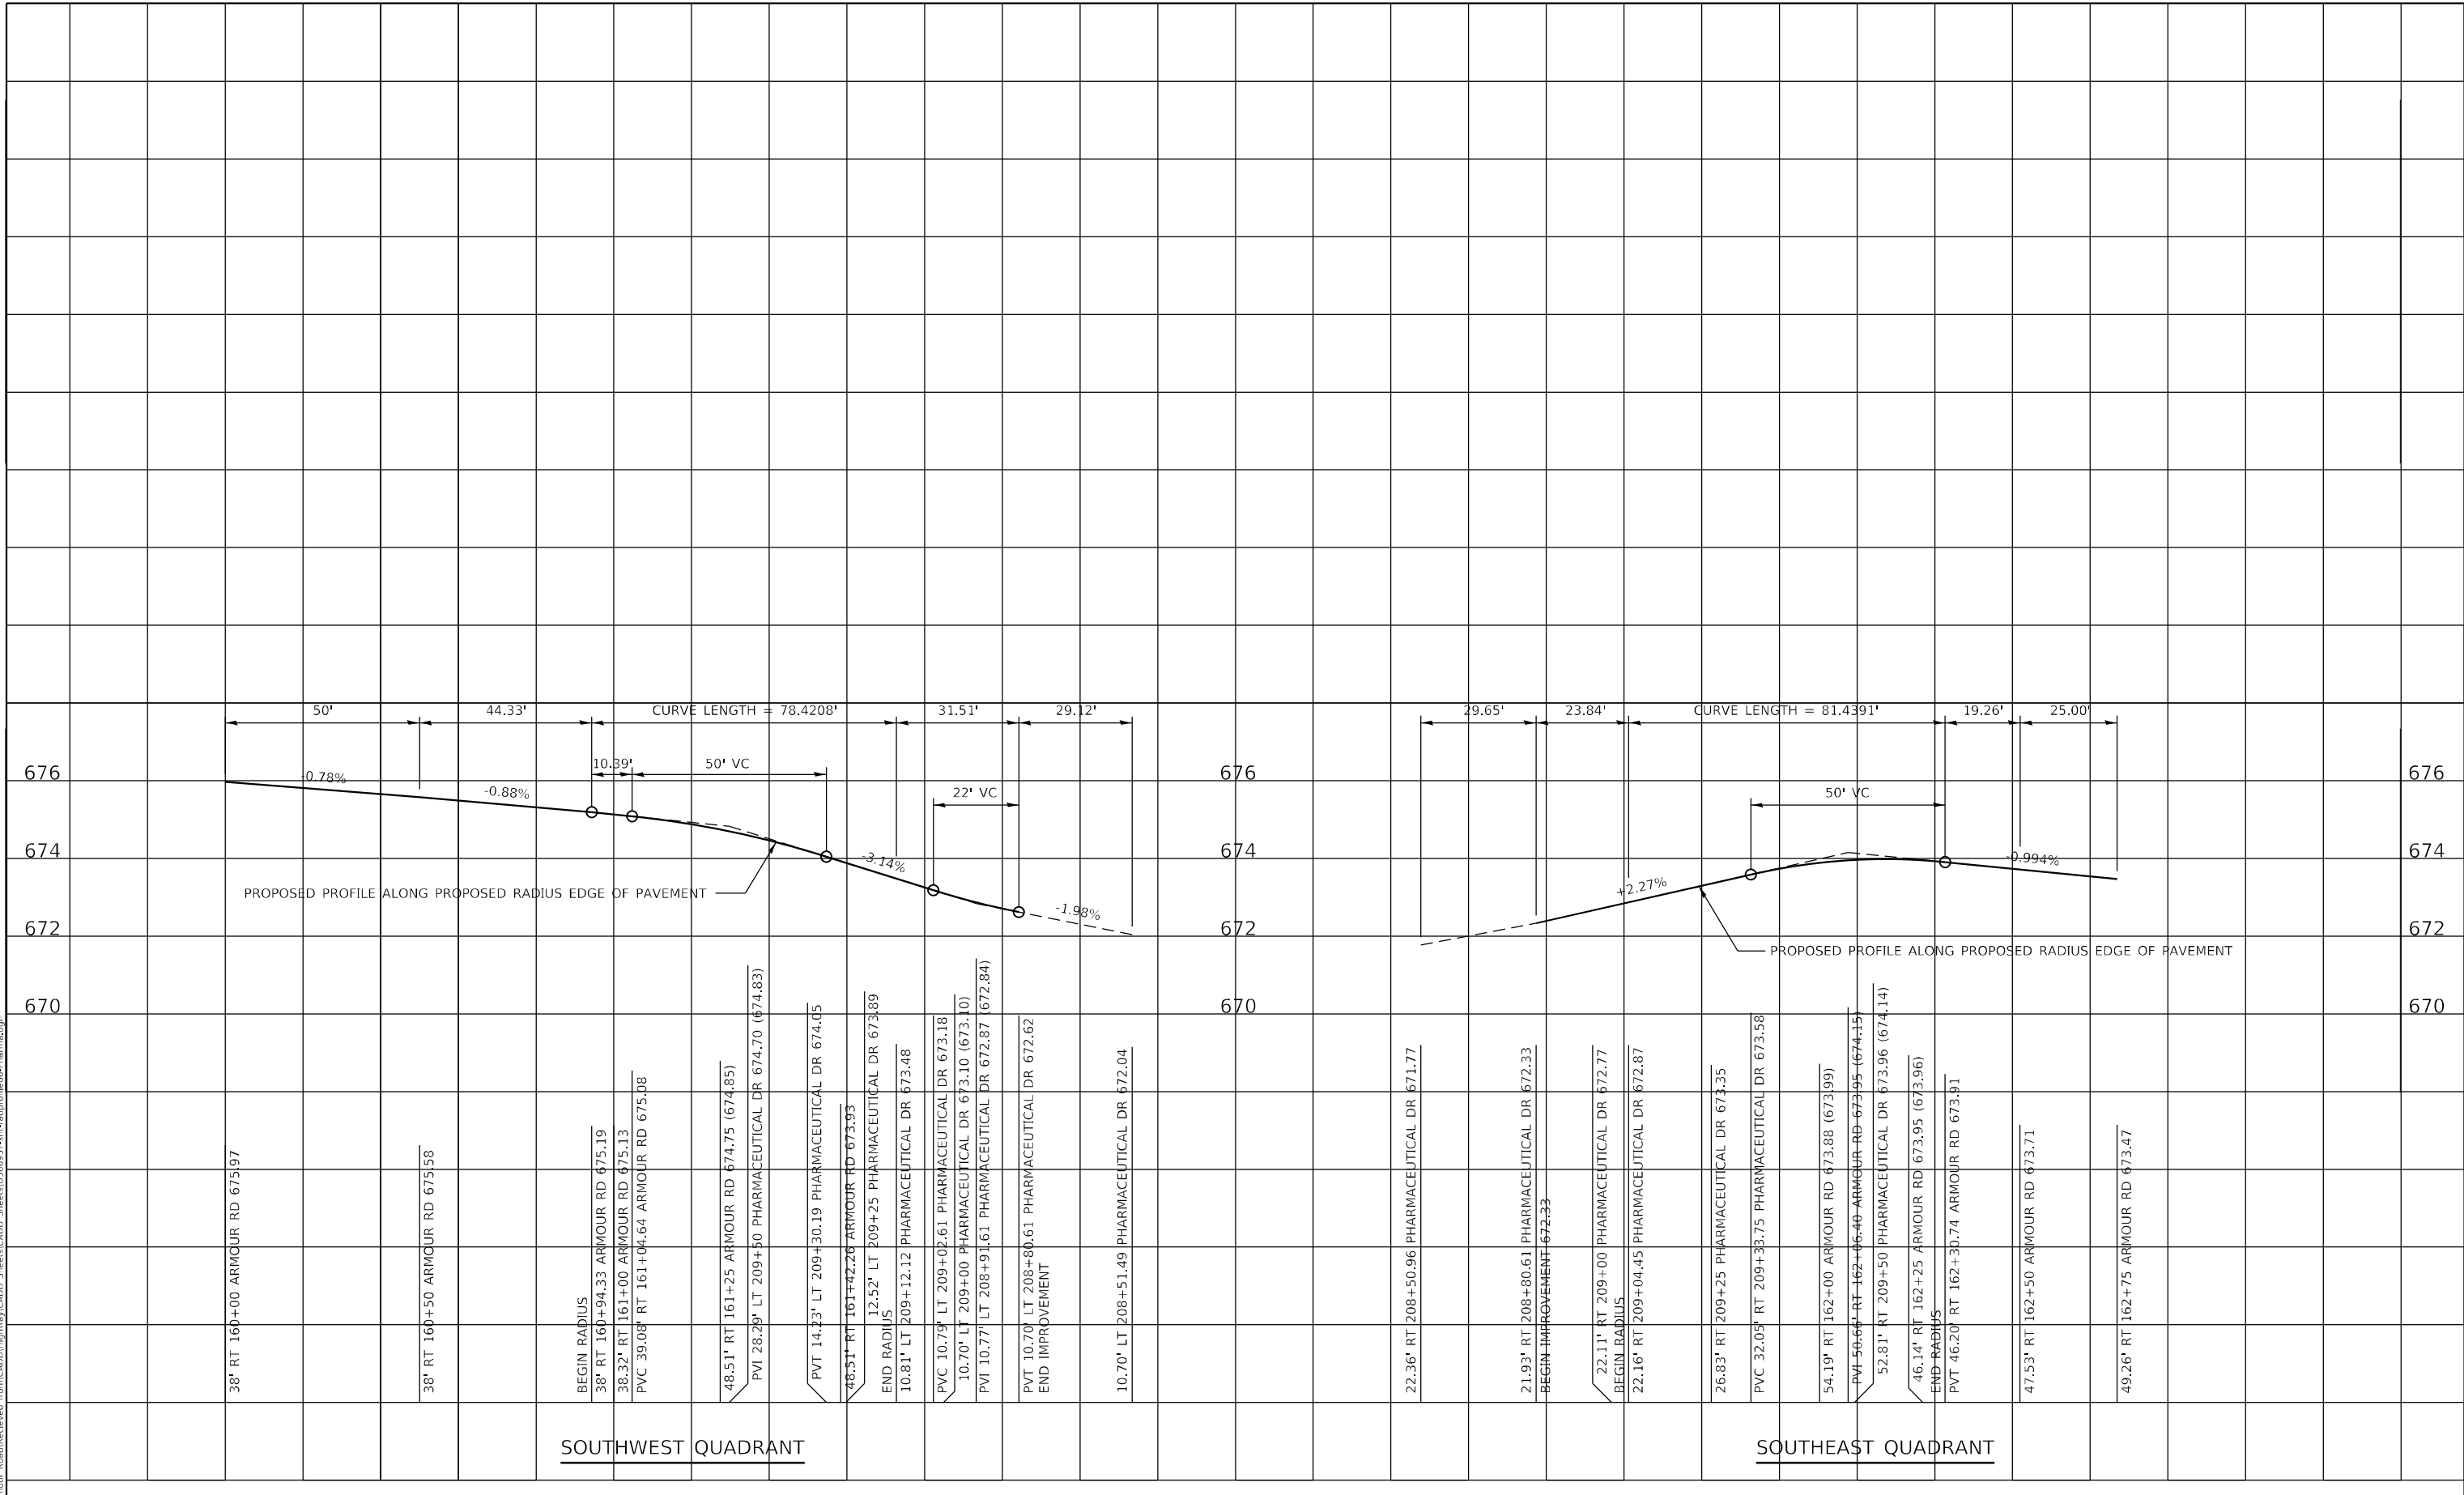 50'
44.33'
CURVE LENGTH = 78.4208'
31.51'
29.12'
29.65'
23.84'
CURVE LENGTH = 81.4391'
19.26'
25.00'
10.39'
50' VC
22' VC
50' VC
676
676
676
-0.78%
-0.88%
-3.14%
-1.98%
+2.27%
-0.994%
674
674
674
PROPOSED PROFILE ALONG PROPOSED RADIUS EDGE OF PAVEMENT
PROPOSED PROFILE ALONG PROPOSED RADIUS EDGE OF PAVEMENT
672
672
672
670
670
670
38' RT 160+00 ARMOUR RD 675.97
38' RT 160+50 ARMOUR RD 675.58
BEGIN RADIUS
38' RT 160+94.33 ARMOUR RD 675.19
38.32' RT 161+00 ARMOUR RD 675.13
PVC 39.08' RT 161+04.64 ARMOUR RD 675.08
48.51' RT 161+25 ARMOUR RD 674.75 (674.85)
PVI 28.29' LT 209+50 PHARMACEUTICAL DR 674.70 (674.83)
PVT 14.23' LT 209+30.19 PHARMACEUTICAL DR 674.05
48.51' RT 161+42.26 ARMOUR RD 673.93
12.52' LT 209+25 PHARMACEUTICAL DR 673.89
END RADIUS
10.81' LT 209+12.12 PHARMACEUTICAL DR 673.48
PVC 10.79' LT 209+02.61 PHARMACEUTICAL DR 673.18
10.70' LT 209+00 PHARMACEUTICAL DR 673.10 (673.10)
PVI 10.77' LT 208+91.61 PHARMACEUTICAL DR 672.87 (672.84)
PVT 10.70' LT 208+80.61 PHARMACEUTICAL DR 672.62
END IMPROVEMENT
10.70' LT 208+51.49 PHARMACEUTICAL DR 672.04
22.36' RT 208+50.96 PHARMACEUTICAL DR 671.77
21.93' RT 208+80.61 PHARMACEUTICAL DR 672.33
BEGIN IMPROVEMENT 672.33
22.11' RT 209+00 PHARMACEUTICAL DR 672.77
BEGIN RADIUS
22.16' RT 209+04.45 PHARMACEUTICAL DR 672.87
26.83' RT 209+25 PHARMACEUTICAL DR 673.35
PVC 32.05' RT 209+33.75 PHARMACEUTICAL DR 673.58
54.19' RT 162+00 ARMOUR RD 673.88 (673.99)
PVI 50.66' RT 162+06.40 ARMOUR RD 673.95 (674.15)
52.81' RT 209+50 PHARMACEUTICAL DR 673.96 (674.14)
46.14' RT 162+25 ARMOUR RD 673.95 (673.96)
END RADIUS
PVT 46.20' RT 162+30.74 ARMOUR RD 673.91
47.53' RT 162+50 ARMOUR RD 673.71
49.26' RT 162+75 ARMOUR RD 673.47
SOUTHWEST QUADRANT
SOUTHEAST QUADRANT